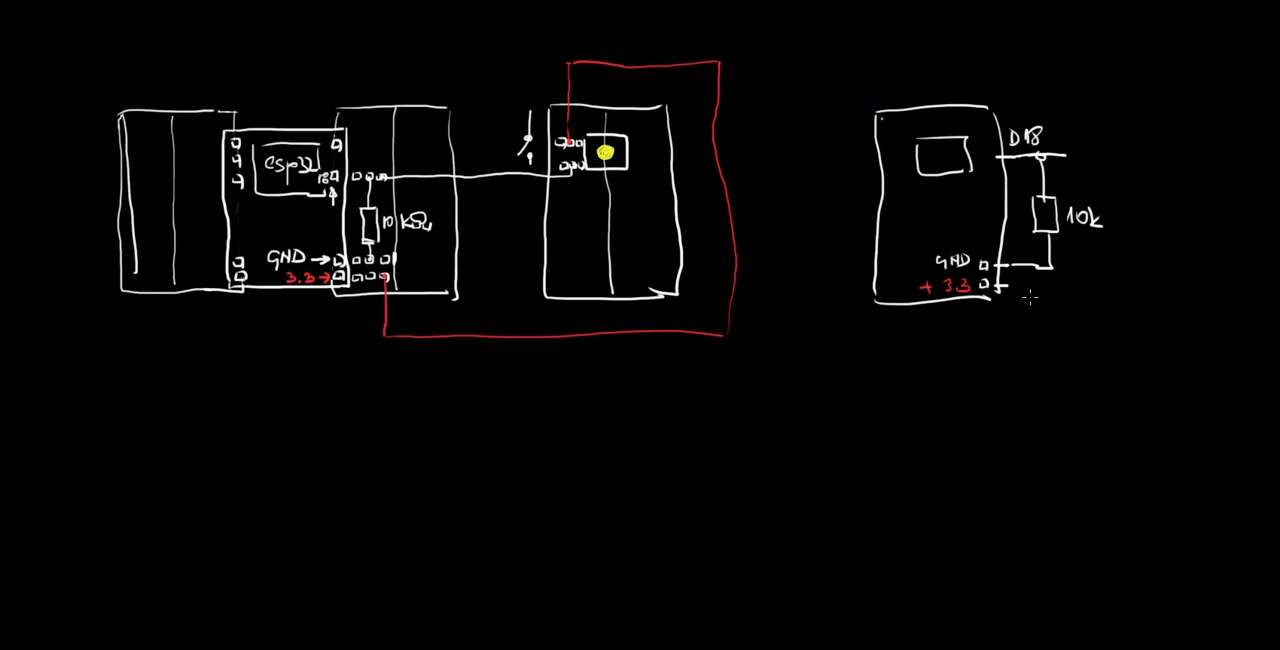 Esp32
18
10 kΩ
GND
3.3
D18
10k
GND
+ 3.3